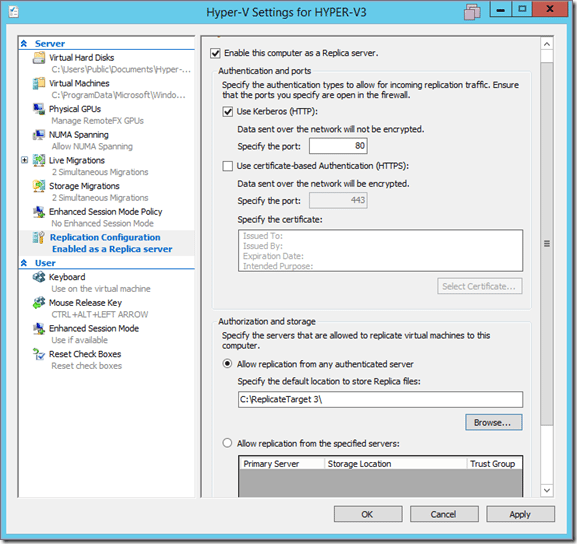 Hyper-V Settings for HYPER-V3
Server
Virtual Hard Disks
C:\Users\Public\Documents\Hyper-...
Virtual Machines
C:\ProgramData\Microsoft\Windo...
Physical GPUs
Manage RemoteFX GPUs
NUMA Spanning
Allow NUMA Spanning
Live Migrations
2 Simultaneous Migrations
Storage Migrations
2 Simultaneous Migrations
Enhanced Session Mode Policy
No Enhanced Session Mode
Replication Configuration
Enabled as a Replica server
User
Keyboard
Use on the virtual machine
Mouse Release Key
CTRL+ALT+LEFT ARROW
Enhanced Session Mode
Use if available
Reset Check Boxes
Reset check boxes
Enable this computer as a Replica server.
Authentication and ports
Specify the authentication types to allow for incoming replication traffic. Ensure
that the ports you specify are open in the firewall.
Use Kerberos (HTTP):
Data sent over the network will not be encrypted.
Specify the port: 80
Use certificate-based Authentication (HTTPS):
Data sent over the network will be encrypted.
Specify the port: 443
Specify the certificate:
Issued To:
Issued By:
Expiration Date:
Intended Purpose:
Select Certificate...
Authorization and storage
Specify the servers that are allowed to replicate virtual machines to this
computer.
Allow replication from any authenticated server
Specify the default location to store Replica files:
C:\ReplicateTarget 3\
Browse...
Allow replication from the specified servers:
Primary Server Storage Location Trust Group
OK Cancel Apply